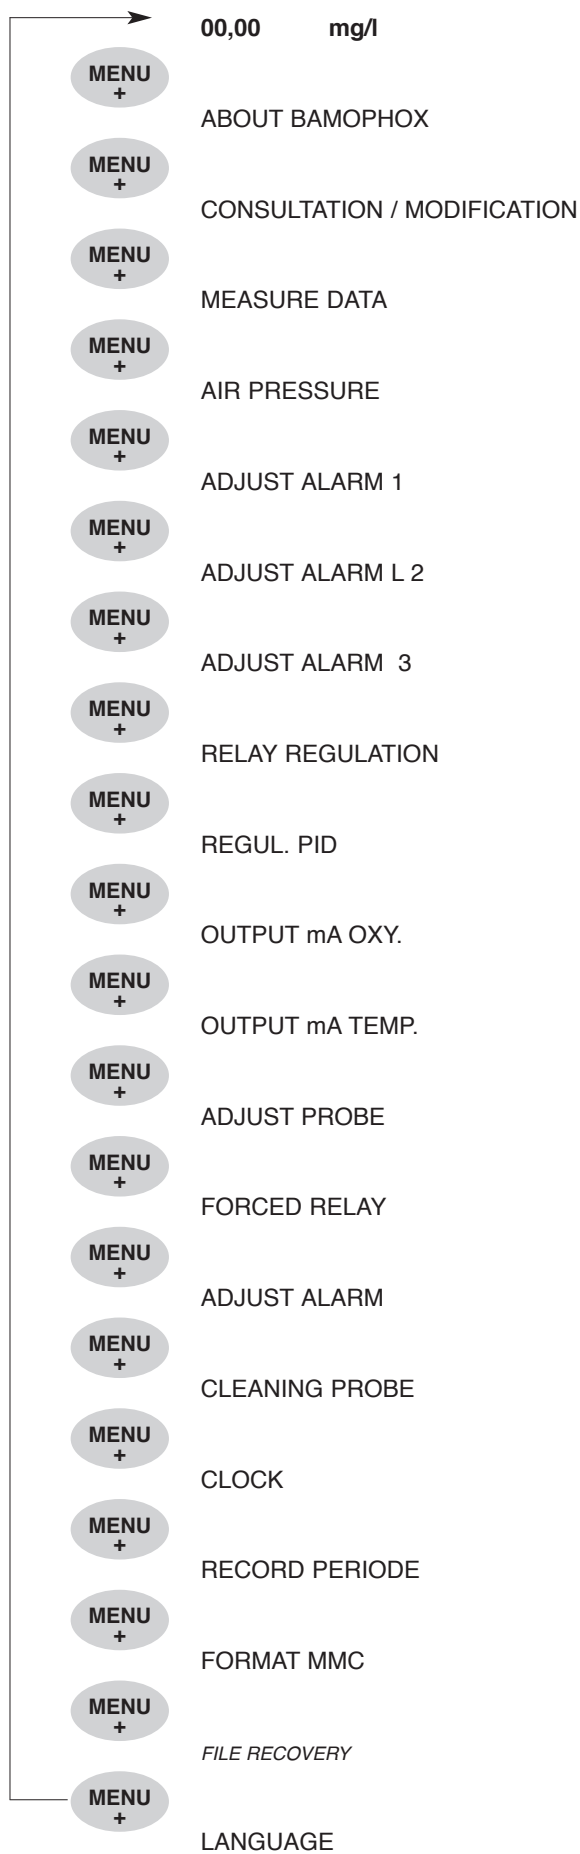 00,00 mg/l
MENU
+
ABOUT BAMOPHOX
MENU
+
CONSULTATION / MODIFICATION
MENU
+
MEASURE DATA
MENU
+
AIR PRESSURE
MENU
+
ADJUST ALARM 1
MENU
+
ADJUST ALARM L 2
MENU
+
ADJUST ALARM 3
MENU
+
RELAY REGULATION
MENU
+
REGUL. PID
MENU
+
OUTPUT mA OXY.
MENU
+
OUTPUT mA TEMP.
MENU
+
ADJUST PROBE
MENU
+
FORCED RELAY
MENU
+
ADJUST ALARM
MENU
+
CLEANING PROBE
MENU
+
CLOCK
MENU
+
RECORD PERIODE
MENU
+
FORMAT MMC
MENU
+
FILE RECOVERY
MENU
+
LANGUAGE